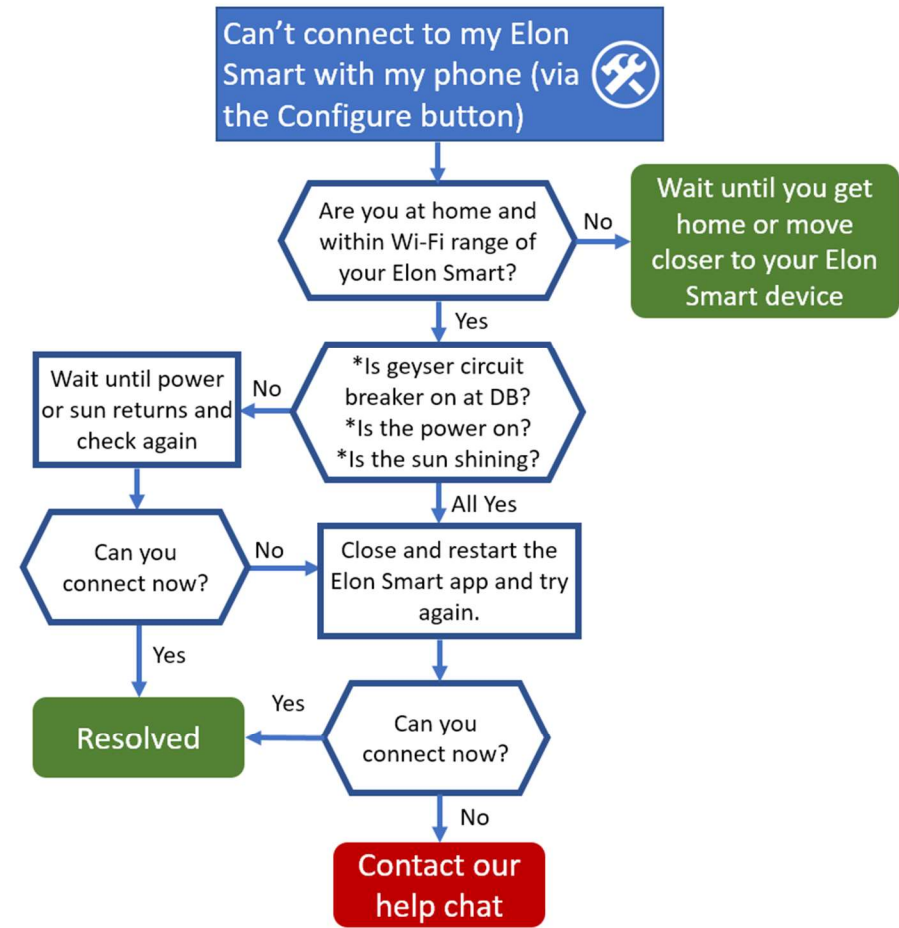 Can’t connect to my Elon
Smart with my phone (via
the Configure button)
Are you at home and
within Wi-Fi range of
your Elon Smart?
No
Wait until you get
home or move
closer to your Elon
Smart device
Yes
*Is geyser circuit
breaker on at DB?
*Is the power on?
*Is the sun shining?
No
Wait until power
or sun returns and
check again
All Yes
Can you
connect now?
No
Close and restart the
Elon Smart app and try
again.
Yes
Resolved
Yes
Can you
connect now?
No
Contact our
help chat